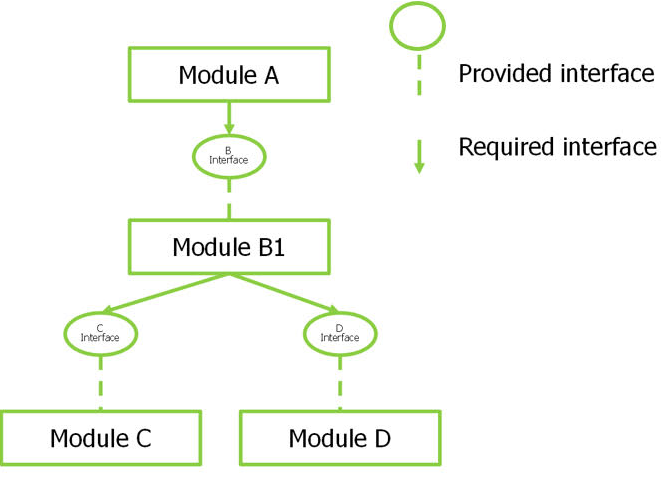 Module A
Provided interface
Required interface
B
Interface
Module B1
C
Interface
D
Interface
Module C
Module D